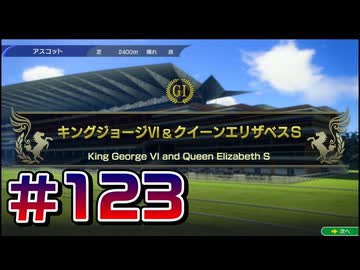 アスコット 芝 2400m 晴れ 良
GI
キングジョージVI&クイーンエリザベスS
King George VI and Queen Elizabeth S
#123
次へ